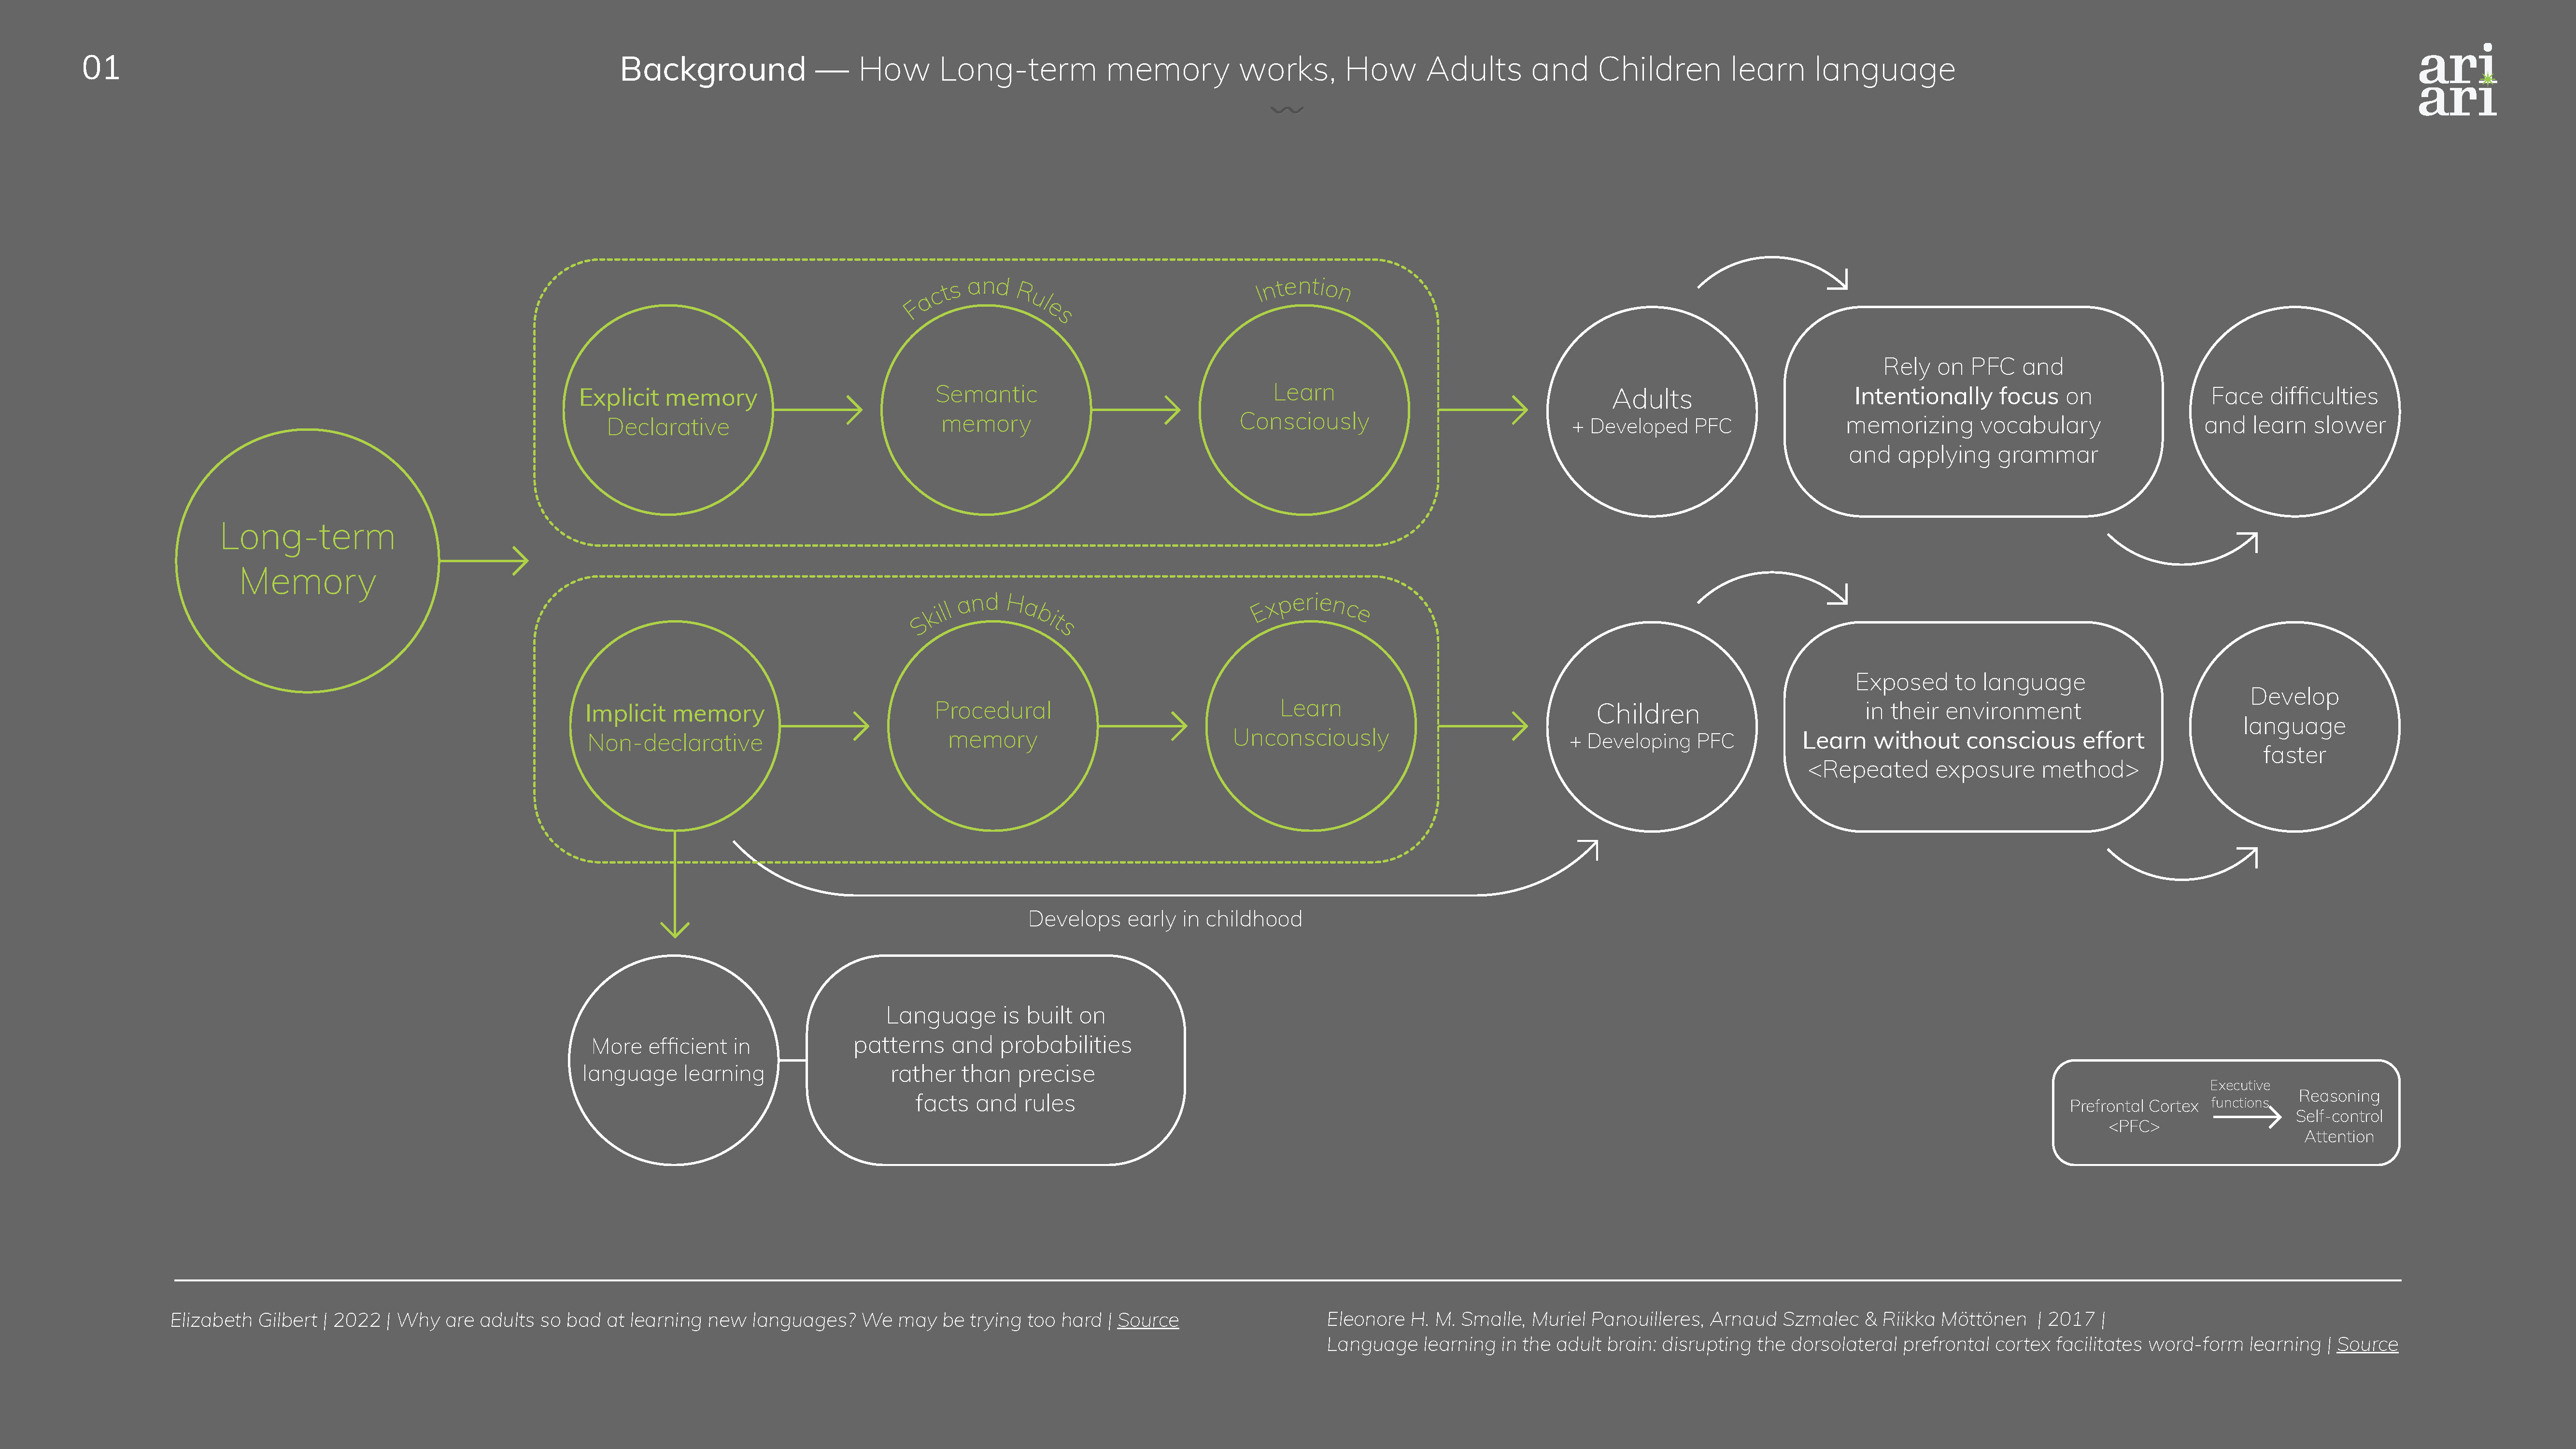 01
Background — How Long-term memory works, How Adults and Children learn language
ari
ari
Long-term
Memory
Explicit memory
Declarative
Facts and Rules
Semantic
memory
Intention
Learn
Consciously
Adults
+ Developed PFC
Rely on PFC and
Intentionally focus on
memorizing vocabulary
and applying grammar
Face difficulties
and learn slower
Implicit memory
Non-declarative
Skill and Habits
Procedural
memory
Experience
Learn
Unconsciously
Children
+ Developing PFC
Exposed to language
in their environment
Learn without conscious effort
<Repeated exposure method>
Develop
language
faster
Develops early in childhood
More efficient in
language learning
Language is built on
patterns and probabilities
rather than precise
facts and rules
Prefrontal Cortex
<PFC>
Executive
functions
Reasoning
Self-control
Attention
Elizabeth Gilbert | 2022 | Why are adults so bad at learning new languages? We may be trying too hard | Source
Eleonore H. M. Smalle, Muriel Panouilleres, Arnaud Szmalec & Riikka Möttönen | 2017 |
Language learning in the adult brain: disrupting the dorsolateral prefrontal cortex facilitates word-form learning | Source